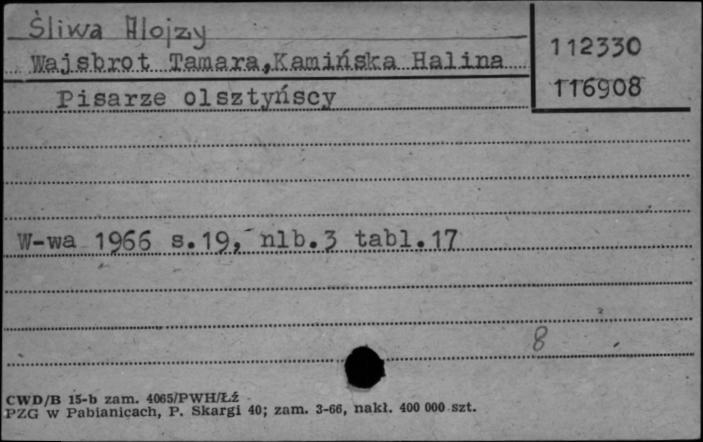 Śliwa Alojzy
Wajsbrot Tamara, Kamińska Halina
112330
116908
Pisarze olsztyńscy
W-wa 1966 s.19, nlb.3 tabl.17
8
CWD/B 15-b zam. 4065/PWH/Łź
PZG w Pabianicach, P. Skargi 40; zam. 3-66, nakł. 400 000 szt.